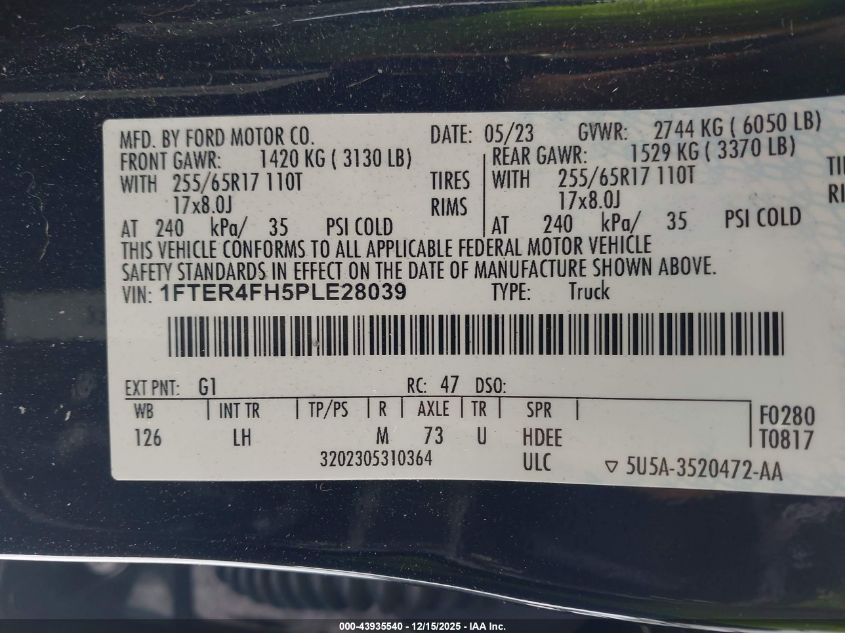 MFD. BY FORD MOTOR CO. DATE: 05/23 GVWR: 2744 KG ( 6050 LB)
FRONT GAWR: 1420 KG ( 3130 LB) REAR GAWR: 1529 KG ( 3370 LB)
WITH 255/65R17 110T TIRES WITH 255/65R17 110T
17x8.0J RIMS 17x8.0J
AT 240 kPa/ 35 PSI COLD AT 240 kPa/ 35 PSI COLD
THIS VEHICLE CONFORMS TO ALL APPLICABLE FEDERAL MOTOR VEHICLE
SAFETY STANDARDS IN EFFECT ON THE DATE OF MANUFACTURE SHOWN ABOVE.
VIN: 1FTER4FH5PLE28039 TYPE: Truck
EXT PNT: G1 RC: 47 DSO:
WB INT TR TP/PS R AXLE TR SPR
126 LH M 73 U HDEE
F0280
T0817
3202305310364 ULC ▽ 5U5A-3520472-AA
000-43935540 - 12/15/2025 - IAA Inc.